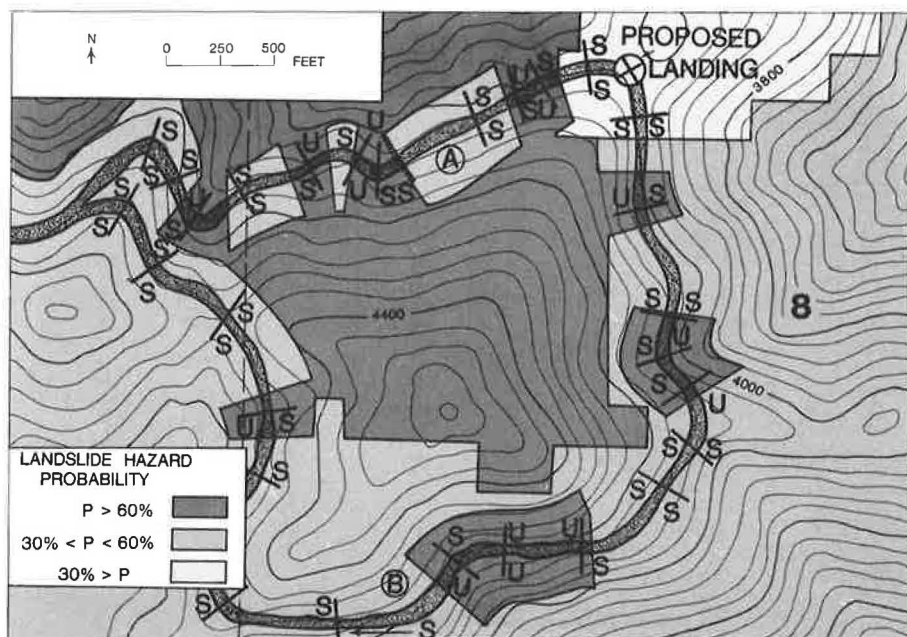 N
0 250 500
FEET
PROPOSED
LANDING
3800
S
S
U
S
S
U
S
S
S
S
A
S
S
U
S
S
S
S
S
U
S
S
S
U
S
S
S
S
S
S
4400
8
S
S
U
S
S
4000
U
U
S
S
S
S
S
S
S
U
U
U
U
B
S
S
S
LANDSLIDE HAZARD
PROBABILITY
P > 60%
30% < P < 60%
30% > P